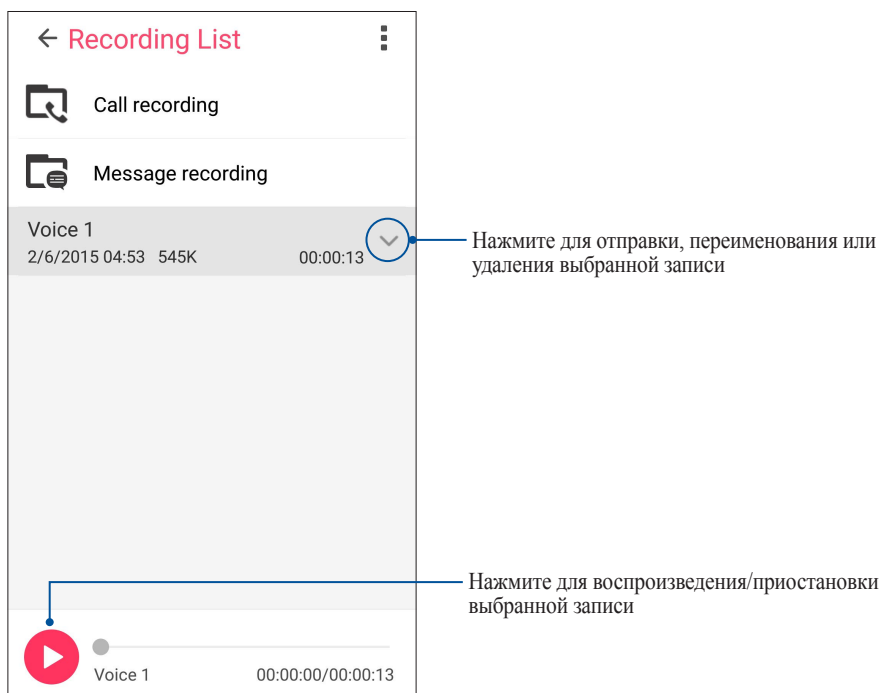 Recording List
Call recording
Message recording
Voice 1
2/6/2015 04:53 545K 00:00:13
Нажмите для отправки, переименования или
удаления выбранной записи
Нажмите для воспроизведения/приостановки
выбранной записи
Voice 1 00:00:00/00:00:13